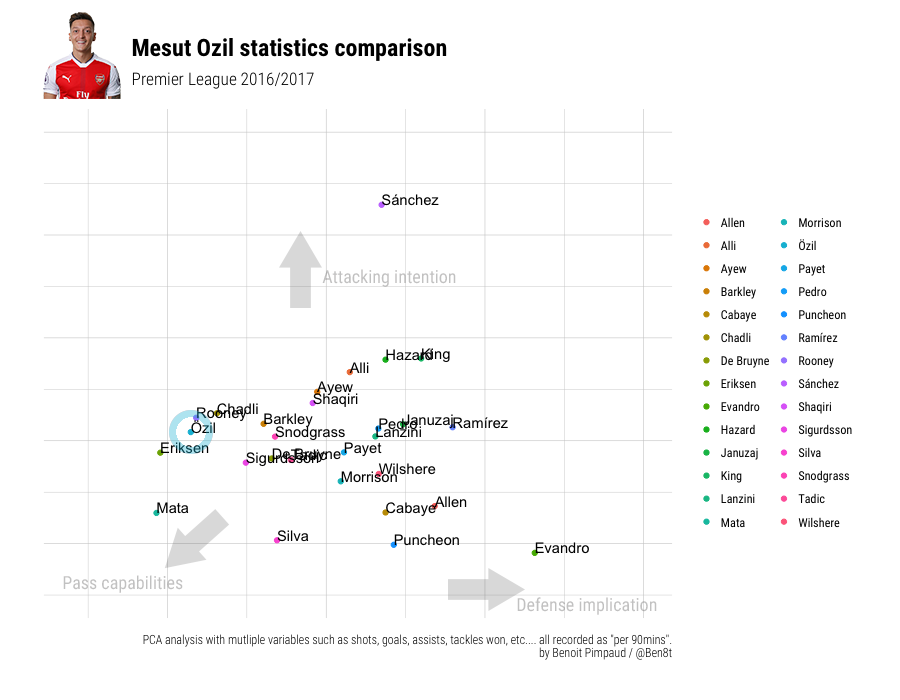 Mesut Ozil statistics comparison
Premier League 2016/2017
Fly
Sánchez
Attacking intention
Hazard
King
Alli
Ayew
Shaqiri
Chadli
Rooney
Özil
Barkley
Snodgrass
Pedro
Januzaj
Lanzini
Ramírez
Eriksen
Sigurdsson
De Bruyne
Tadic
Payet
Wilshere
Morrison
Mata
Cabaye
Allen
Silva
Puncheon
Evandro
Pass capabilities
Defense implication
Allen
Alli
Ayew
Barkley
Cabaye
Chadli
De Bruyne
Eriksen
Evandro
Hazard
Januzaj
King
Lanzini
Mata
Morrison
Özil
Payet
Pedro
Puncheon
Ramírez
Rooney
Sánchez
Shaqiri
Sigurdsson
Silva
Snodgrass
Tadic
Wilshere
PCA analysis with mutliple variables such as shots, goals, assists, tackles won, etc.... all recorded as "per 90mins".
by Benoit Pimpaud / @Ben8t